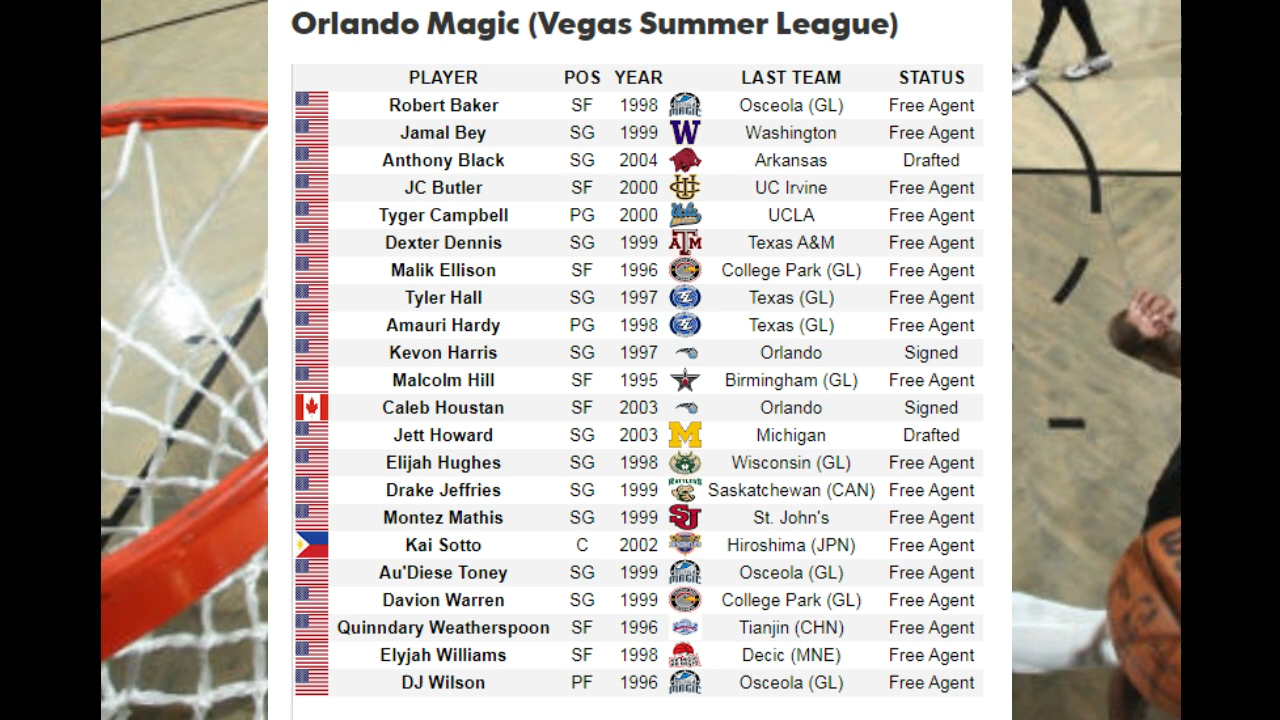 Orlando Magic (Vegas Summer League)
PLAYER POS YEAR LAST TEAM STATUS
Robert Baker SF 1998 Osceola (GL) Free Agent
Jamal Bey SG 1999 Washington Free Agent
Anthony Black SG 2004 Arkansas Drafted
JC Butler SF 2000 UC Irvine Free Agent
Tyger Campbell PG 2000 UCLA Free Agent
Dexter Dennis SG 1999 Texas A&M Free Agent
Malik Ellison SF 1996 College Park (GL) Free Agent
Tyler Hall SG 1997 Texas (GL) Free Agent
Amauri Hardy PG 1998 Texas (GL) Free Agent
Kevon Harris SG 1997 Orlando Signed
Malcolm Hill SF 1995 Birmingham (GL) Free Agent
Caleb Houstan SF 2003 Orlando Signed
Jett Howard SG 2003 Michigan Drafted
Elijah Hughes SG 1998 Wisconsin (GL) Free Agent
Drake Jeffries SG 1999 Saskatchewan (CAN) Free Agent
Montez Mathis SG 1999 St. John's Free Agent
Kai Sotto C 2002 Hiroshima (JPN) Free Agent
Au'Diese Toney SG 1999 Osceola (GL) Free Agent
Davion Warren SG 1999 College Park (GL) Free Agent
Quinndary Weatherspoon SF 1996 Tianjin (CHN) Free Agent
Elyjah Williams SF 1998 Decic (MNE) Free Agent
DJ Wilson PF 1996 Osceola (GL) Free Agent